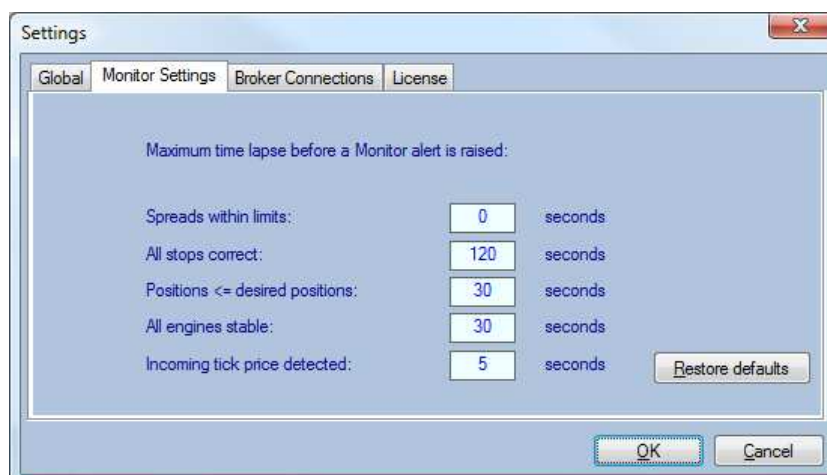 Settings
Global Monitor Settings Broker Connections License
Maximum time lapse before a Monitor alert is raised:
Spreads within limits: 0 seconds
All stops correct: 120 seconds
Positions <= desired positions: 30 seconds
All engines stable: 30 seconds
Incoming tick price detected: 5 seconds
Restore defaults
OK Cancel